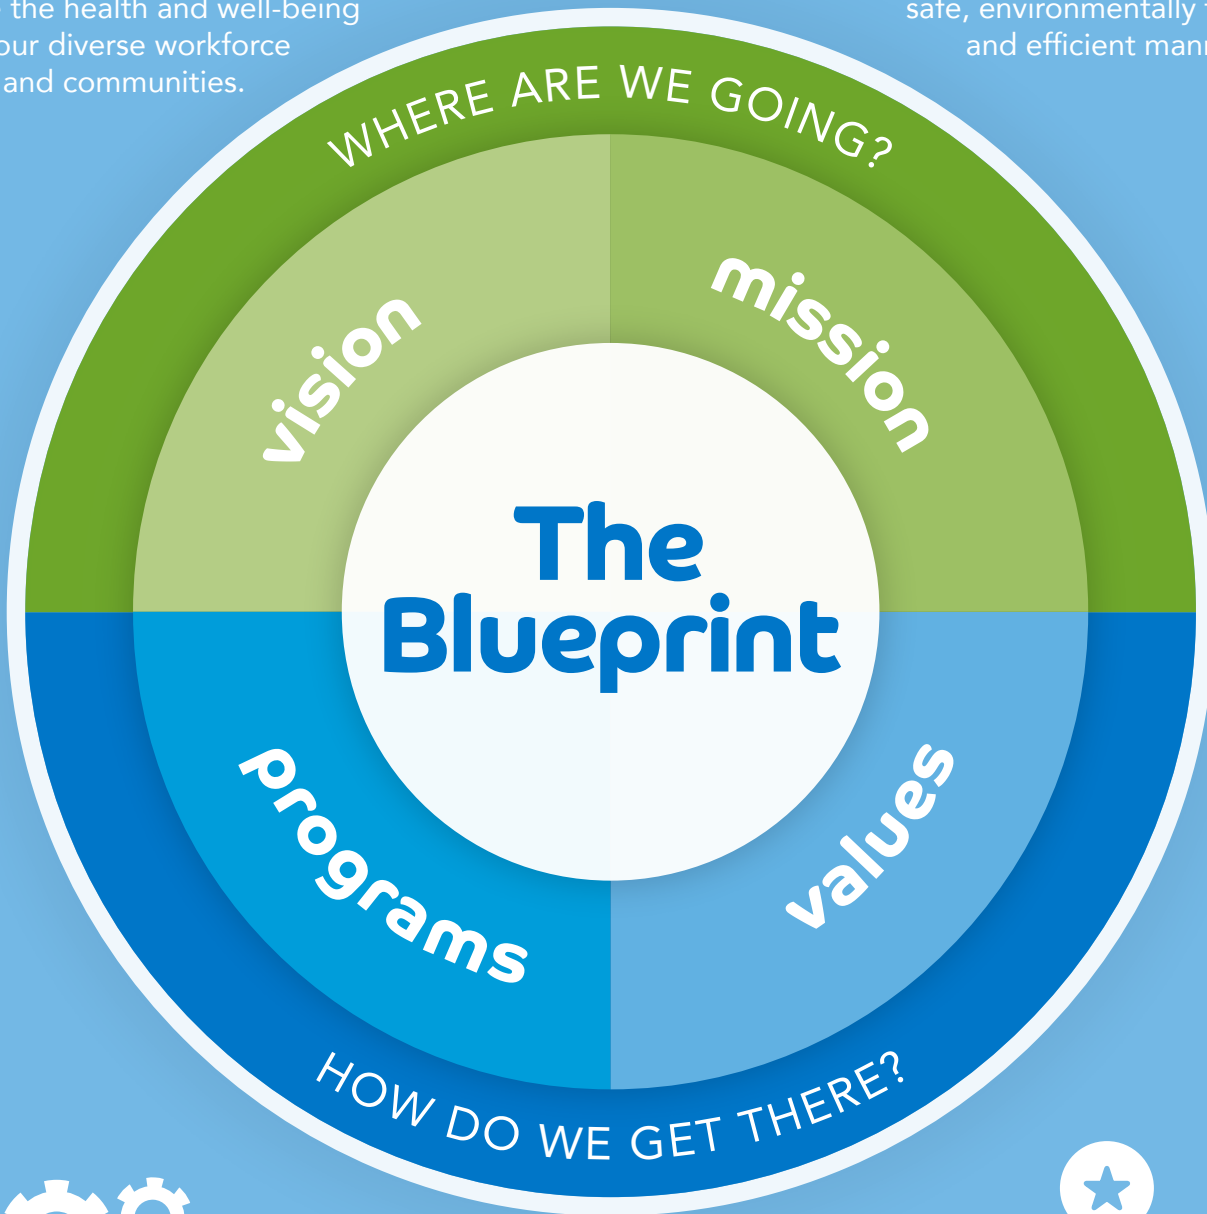 the health and well-being
our diverse workforce
and communities.
safe, environmentally
and efficient
WHERE ARE WE GOING?
vision
mission
The
Blueprint
programs
values
HOW DO WE GET THERE?